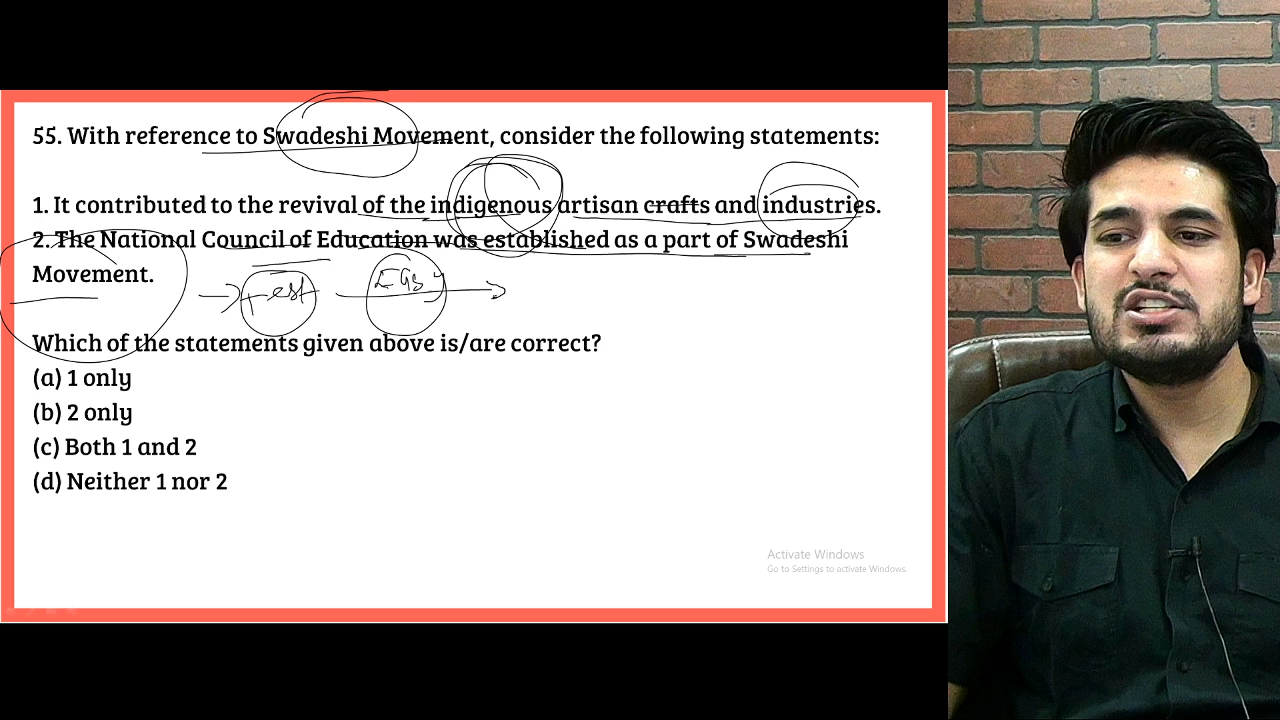 55. With reference to Swadeshi Movement, consider the following statements:
1. It contributed to the revival of the indigenous artisan crafts and industries.
2. The National Council of Education was established as a part of Swadeshi
Movement.
Which of the statements given above is/are correct?
(a) 1 only
(b) 2 only
(c) Both 1 and 2
(d) Neither 1 nor 2
Activate Windows
Go to Settings to activate Windows.